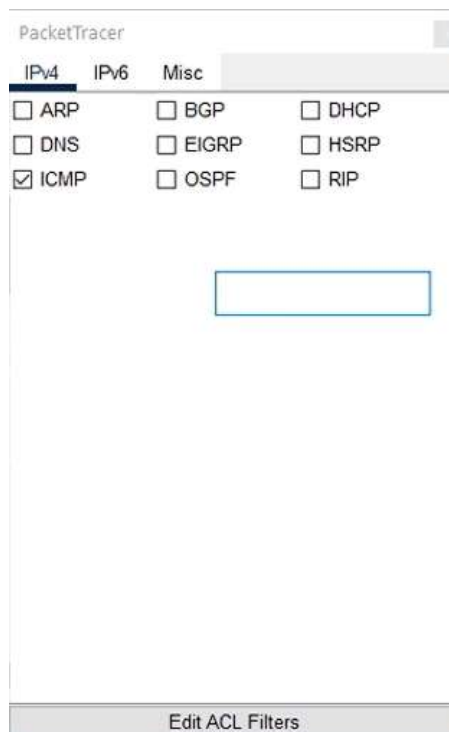 PacketTracer
IPv4 IPv6 Misc
ARP BGP DHCP
DNS EIGRP HSRP
ICMP OSPF RIP
Edit ACL Filters